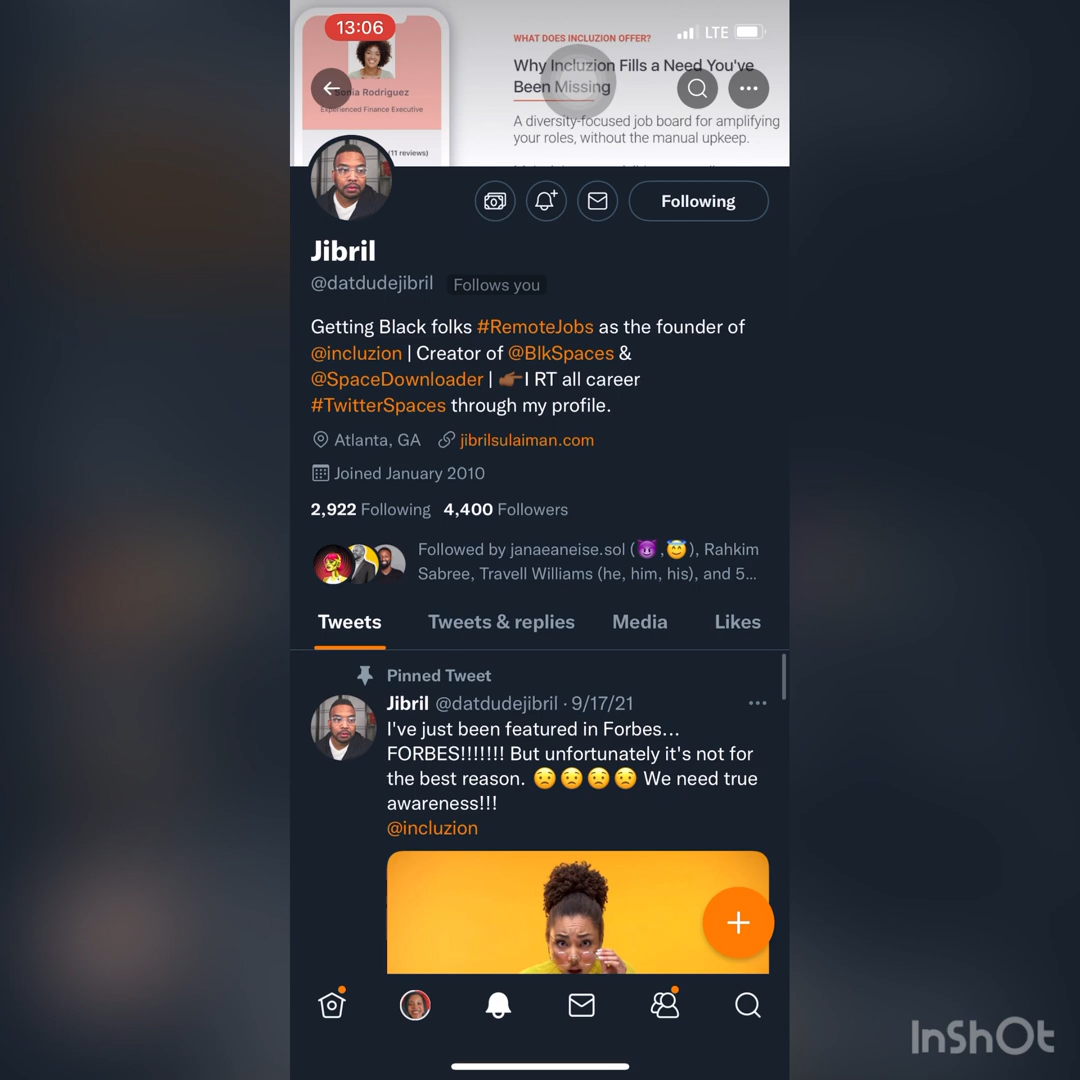 13:06
LTE
WHAT DOES INCLUZION OFFER?
Why Incluzion Fills a Need You've
Been Missing
Sonia Rodriguez
Experienced Finance Executive
A diversity-focused job board for amplifying
your roles, without the manual upkeep.
(11 reviews)
Following
Jibril
@datdudejibril Follows you
Getting Black folks #RemoteJobs as the founder of
@incluzion | Creator of @BlkSpaces &
@SpaceDownloader | 👉🏾I RT all career
#TwitterSpaces through my profile.
Atlanta, GA jibrilsulaiman.com
Joined January 2010
2,922 Following 4,400 Followers
Followed by janaeaneise.sol (😈,😇), Rahkim
Sabree, Travell Williams (he, him, his), and 5...
Tweets Tweets & replies Media Likes
Pinned Tweet
Jibril @datdudejibril · 9/17/21
I've just been featured in Forbes...
FORBES!!!!!!! But unfortunately it's not for
the best reason. 😟😟😟😟 We need true
awareness!!!
@incluzion
InShOt